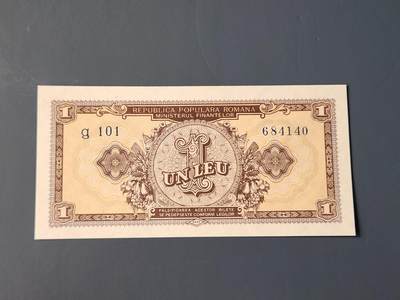 REPUBLICA POPULARA ROMANA
MINISTERUL FINANTELOR
1 1
g 101 684140
1
UN LEU
1 1
FALSIFICAREA ACESTOR BILETE
SE PEDEPSESTE CONFORM LEGILOR